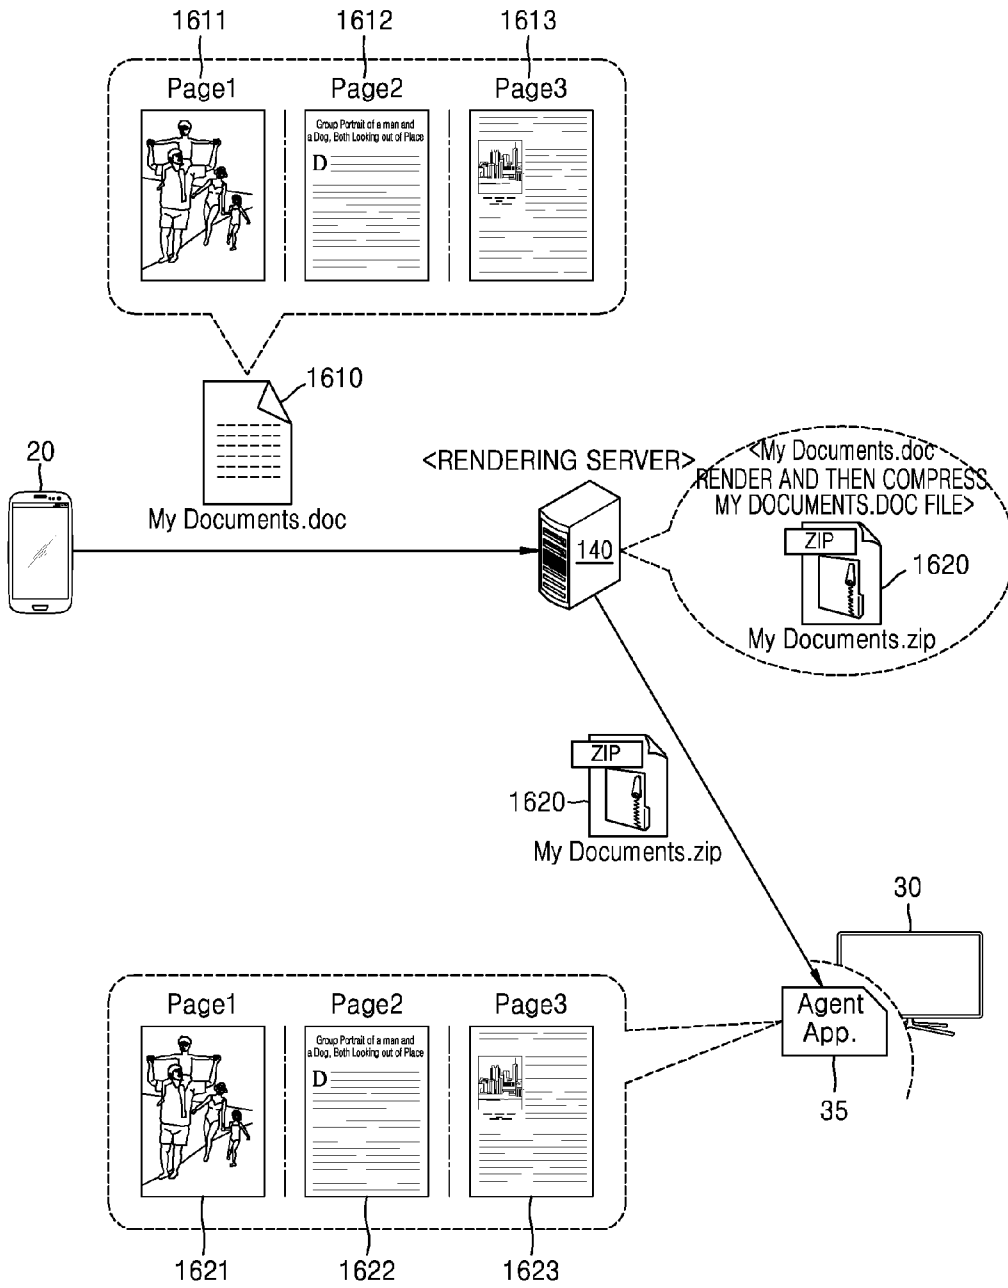 1611
1612
1613
Page1
Page2
Page3
Group Portrait of a man and
a Dog, Both Looking out of Place
D
1610
My Documents.doc
20
<RENDERING SERVER>
140
<My Documents.doc
RENDER AND THEN COMPRESS
MY DOCUMENTS.DOC FILE>
ZIP
1620
My Documents.zip
ZIP
1620
My Documents.zip
30
Agent
App.
35
Page1
Page2
Page3
Group Portrait of a man and
a Dog, Both Looking out of Place
D
1621
1622
1623